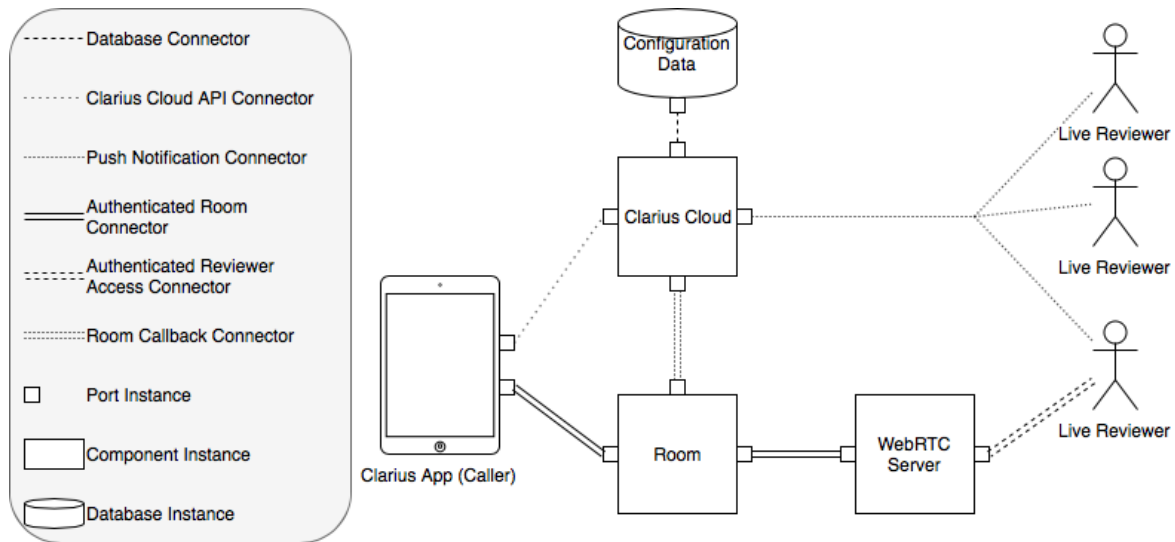 Database Connector
Clarius Cloud API Connector
Push Notification Connector
Authenticated Room
Connector
Authenticated Reviewer
Access Connector
Room Callback Connector
Port Instance
Component Instance
Database Instance
Configuration
Data
Clarius Cloud
Clarius App (Caller)
Room
WebRTC
Server
Live Reviewer
Live Reviewer
Live Reviewer